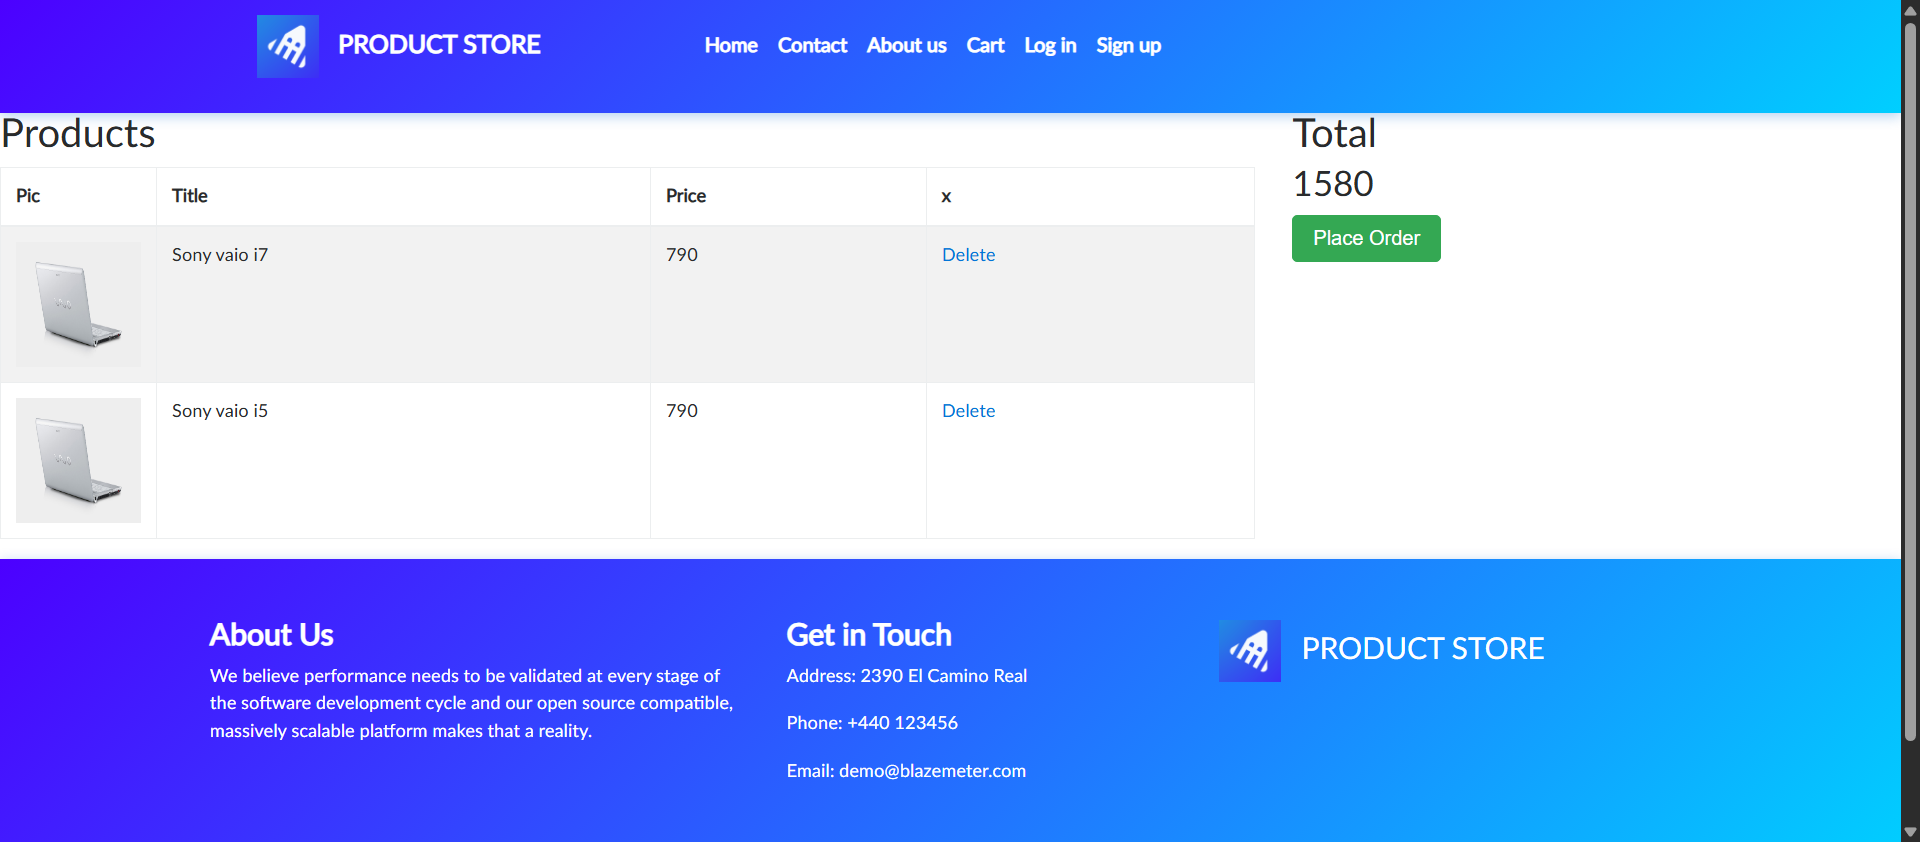 PRODUCT STORE
Home Contact About us Cart Log in Sign up
Products
Pic Title Price x
Sony vaio i7 790 Delete
Sony vaio i5 790 Delete
Total
1580
Place Order
About Us
We believe performance needs to be validated at every stage of
the software development cycle and our open source compatible,
massively scalable platform makes that a reality.
Get in Touch
Address: 2390 El Camino Real
Phone: +440 123456
Email: demo@blazemeter.com
PRODUCT STORE